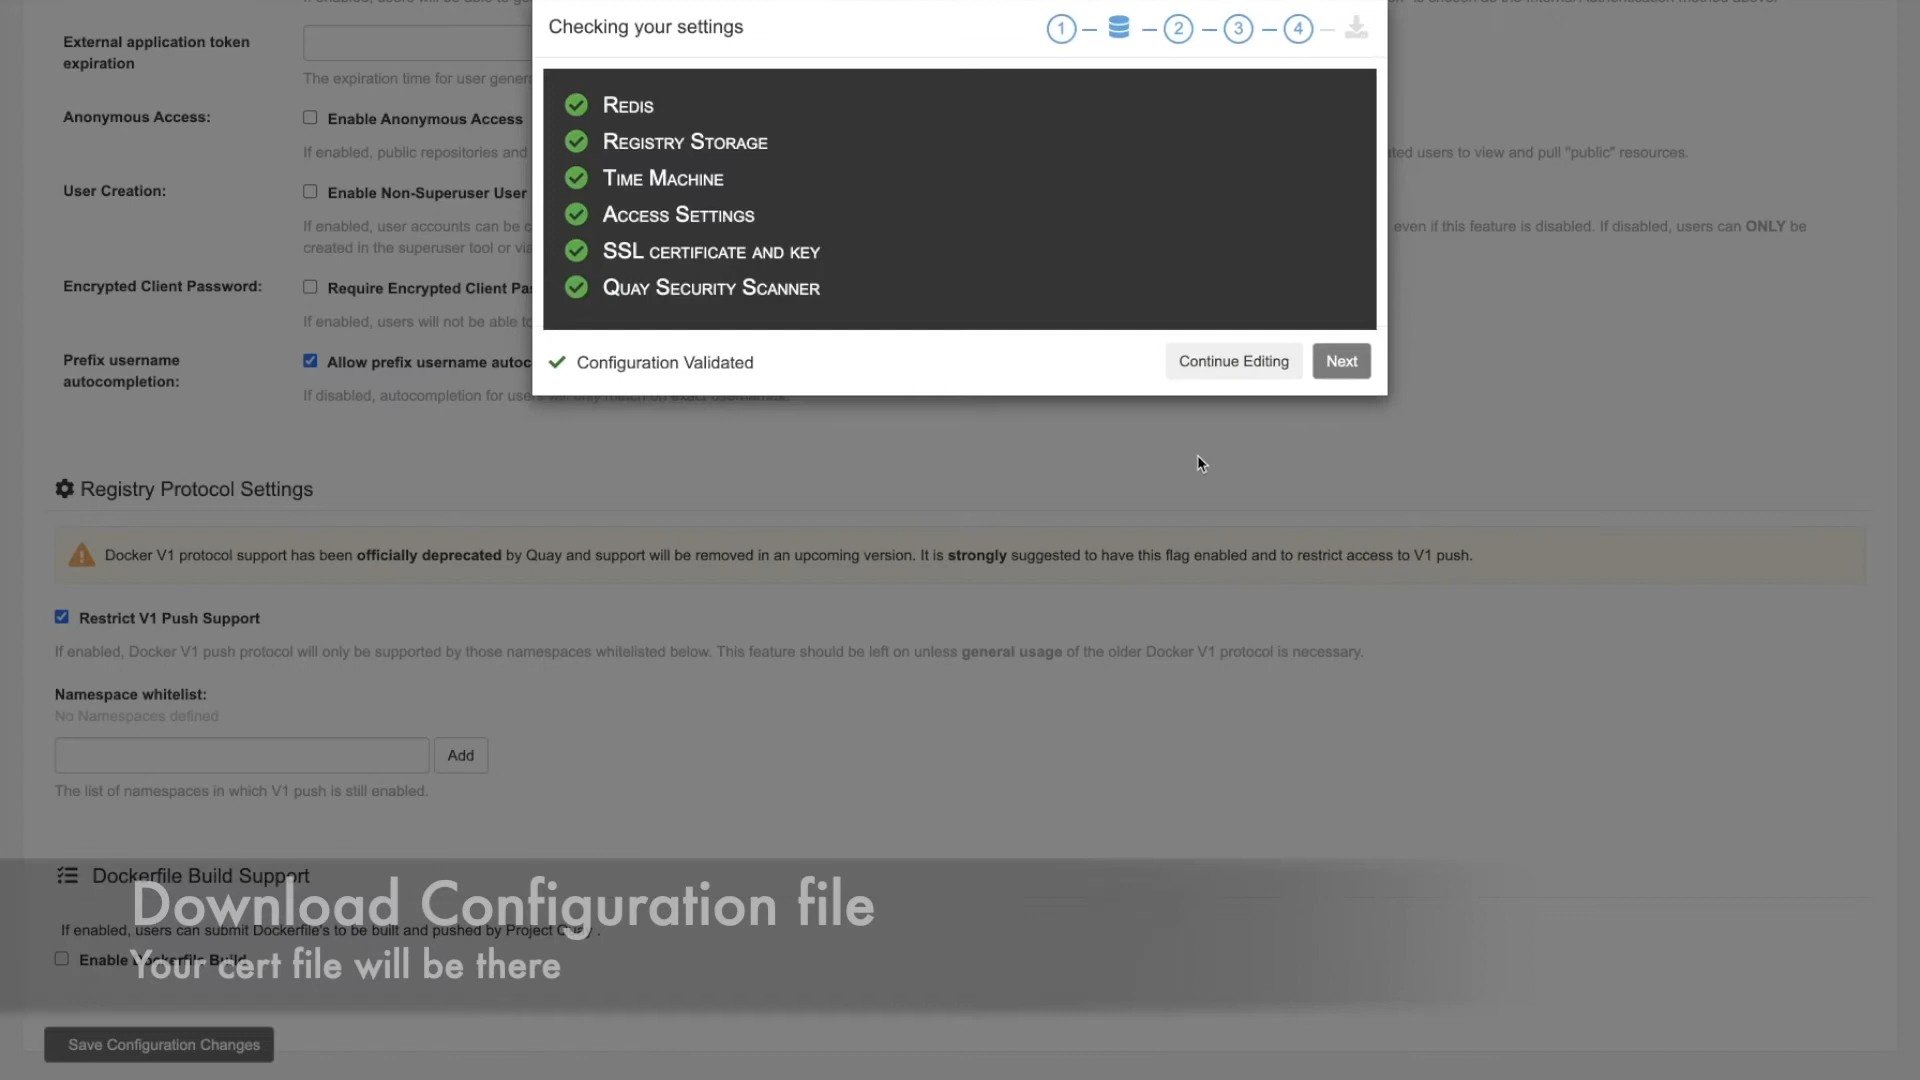 Checking your settings
1
2
3
4
External application token
expiration
The expiration time for user gener
REDIS
REGISTRY STORAGE
TIME MACHINE
ACCESS SETTINGS
SSL CERTIFICATE AND KEY
QUAY SECURITY SCANNER
Configuration Validated
Continue Editing
Next
Anonymous Access:
Enable Anonymous Access
If enabled, public repositories and
ted users to view and pull "public" resources.
User Creation:
Enable Non-Superuser User
If enabled, user accounts can be c
even if this feature is disabled. If disabled, users can ONLY be
created in the superuser tool or via
Encrypted Client Password:
Require Encrypted Client Pa
If enabled, users will not be able to
Prefix username
autocompletion:
Allow prefix username autoc
If disabled, autocompletion for users will only match on exact usernames.
Registry Protocol Settings
Docker V1 protocol support has been officially deprecated by Quay and support will be removed in an upcoming version. It is strongly suggested to have this flag enabled and to restrict access to V1 push.
Restrict V1 Push Support
If enabled, Docker V1 push protocol will only be supported by those namespaces whitelisted below. This feature should be left on unless general usage of the older Docker V1 protocol is necessary.
Namespace whitelist:
No Namespaces defined
Add
The list of namespaces in which V1 push is still enabled.
Dockerfile Build Support
Download Configuration file
If enabled, users can submit Dockerfile's to be built and pushed by Project Quay .
Enable Dockerfile Build
Your cert file will be there
Save Configuration Changes